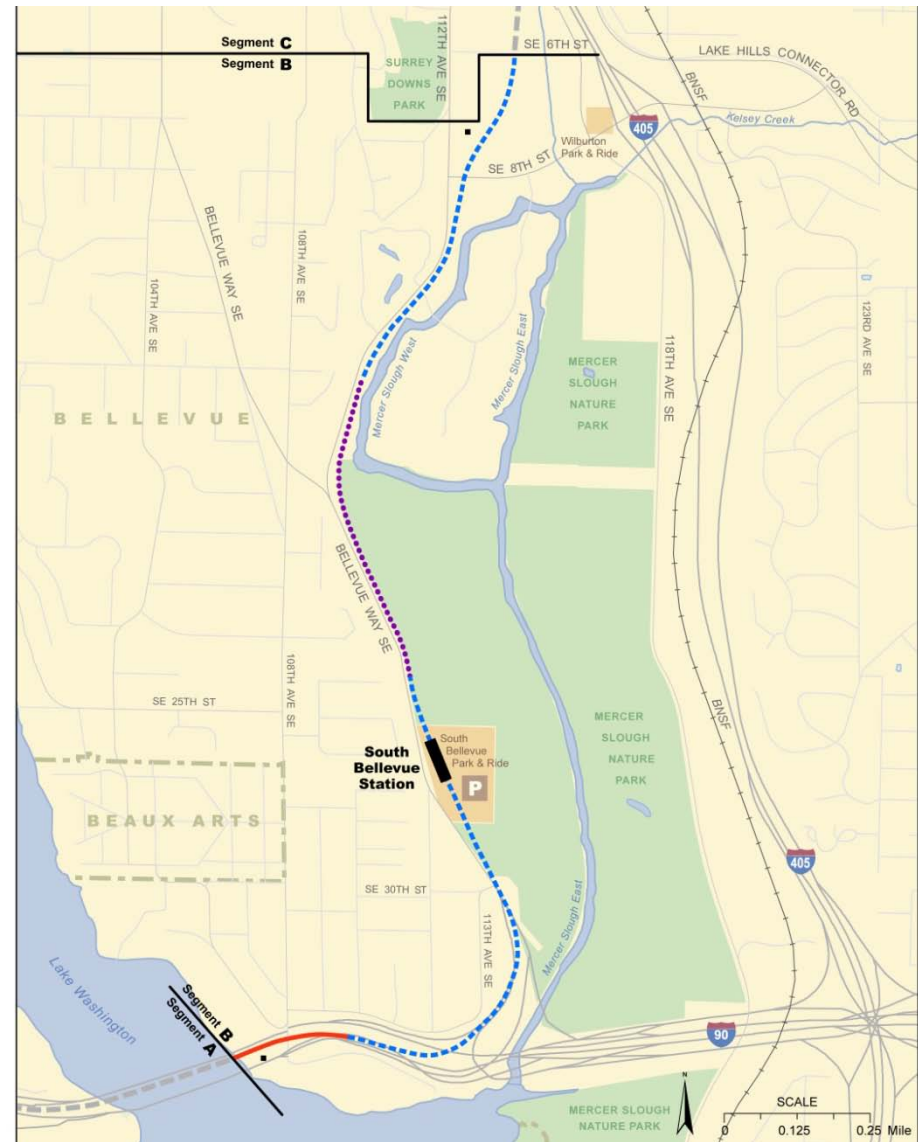 Segment C
Segment B
112TH AVE SE
SE 6TH ST
LAKE HILLS CONNECTOR RD
BNSF
SURREY
DOWNS
PARK
405
Kelsey Creek
Wilburton
Park & Ride
SE 8TH ST
BELLEVUE WAY SE
108TH AVE SE
104TH AVE SE
123RD AVE SE
118TH AVE SE
Mercer Slough West
Mercer Slough East
MERCER
SLOUGH
NATURE
PARK
BELLEVUE
BELLEVUE WAY SE
SE 25TH ST
108TH AVE SE
BNSF
MERCER
SLOUGH
NATURE
PARK
South
Bellevue
Station
South
Bellevue
Park & Ride
P
BEAUX ARTS
405
SE 30TH ST
113TH AVE SE
Mercer Slough East
Lake Washington
Segment B
Segment A
90
N
SCALE
0 0.125 0.25 Mile
MERCER SLOUGH
NATURE PARK